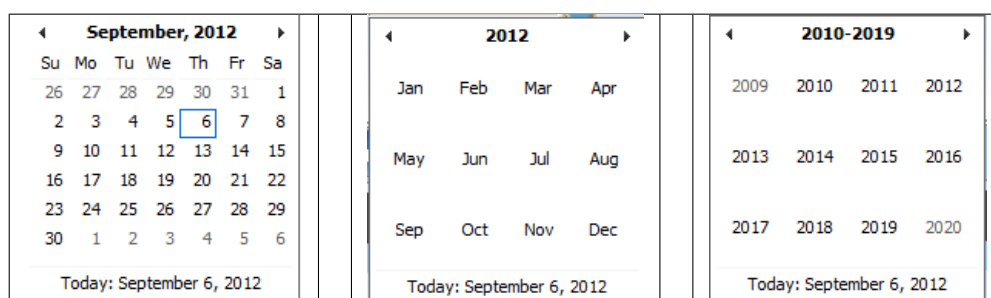 September, 2012
Su Mo Tu We Th Fr Sa
26 27 28 29 30 31 1
2 3 4 5 6 7 8
9 10 11 12 13 14 15
16 17 18 19 20 21 22
23 24 25 26 27 28 29
30 1 2 3 4 5 6
Today: September 6, 2012
2012
Jan Feb Mar Apr
May Jun Jul Aug
Sep Oct Nov Dec
Today: September 6, 2012
2010-2019
2009 2010 2011 2012
2013 2014 2015 2016
2017 2018 2019 2020
Today: September 6, 2012